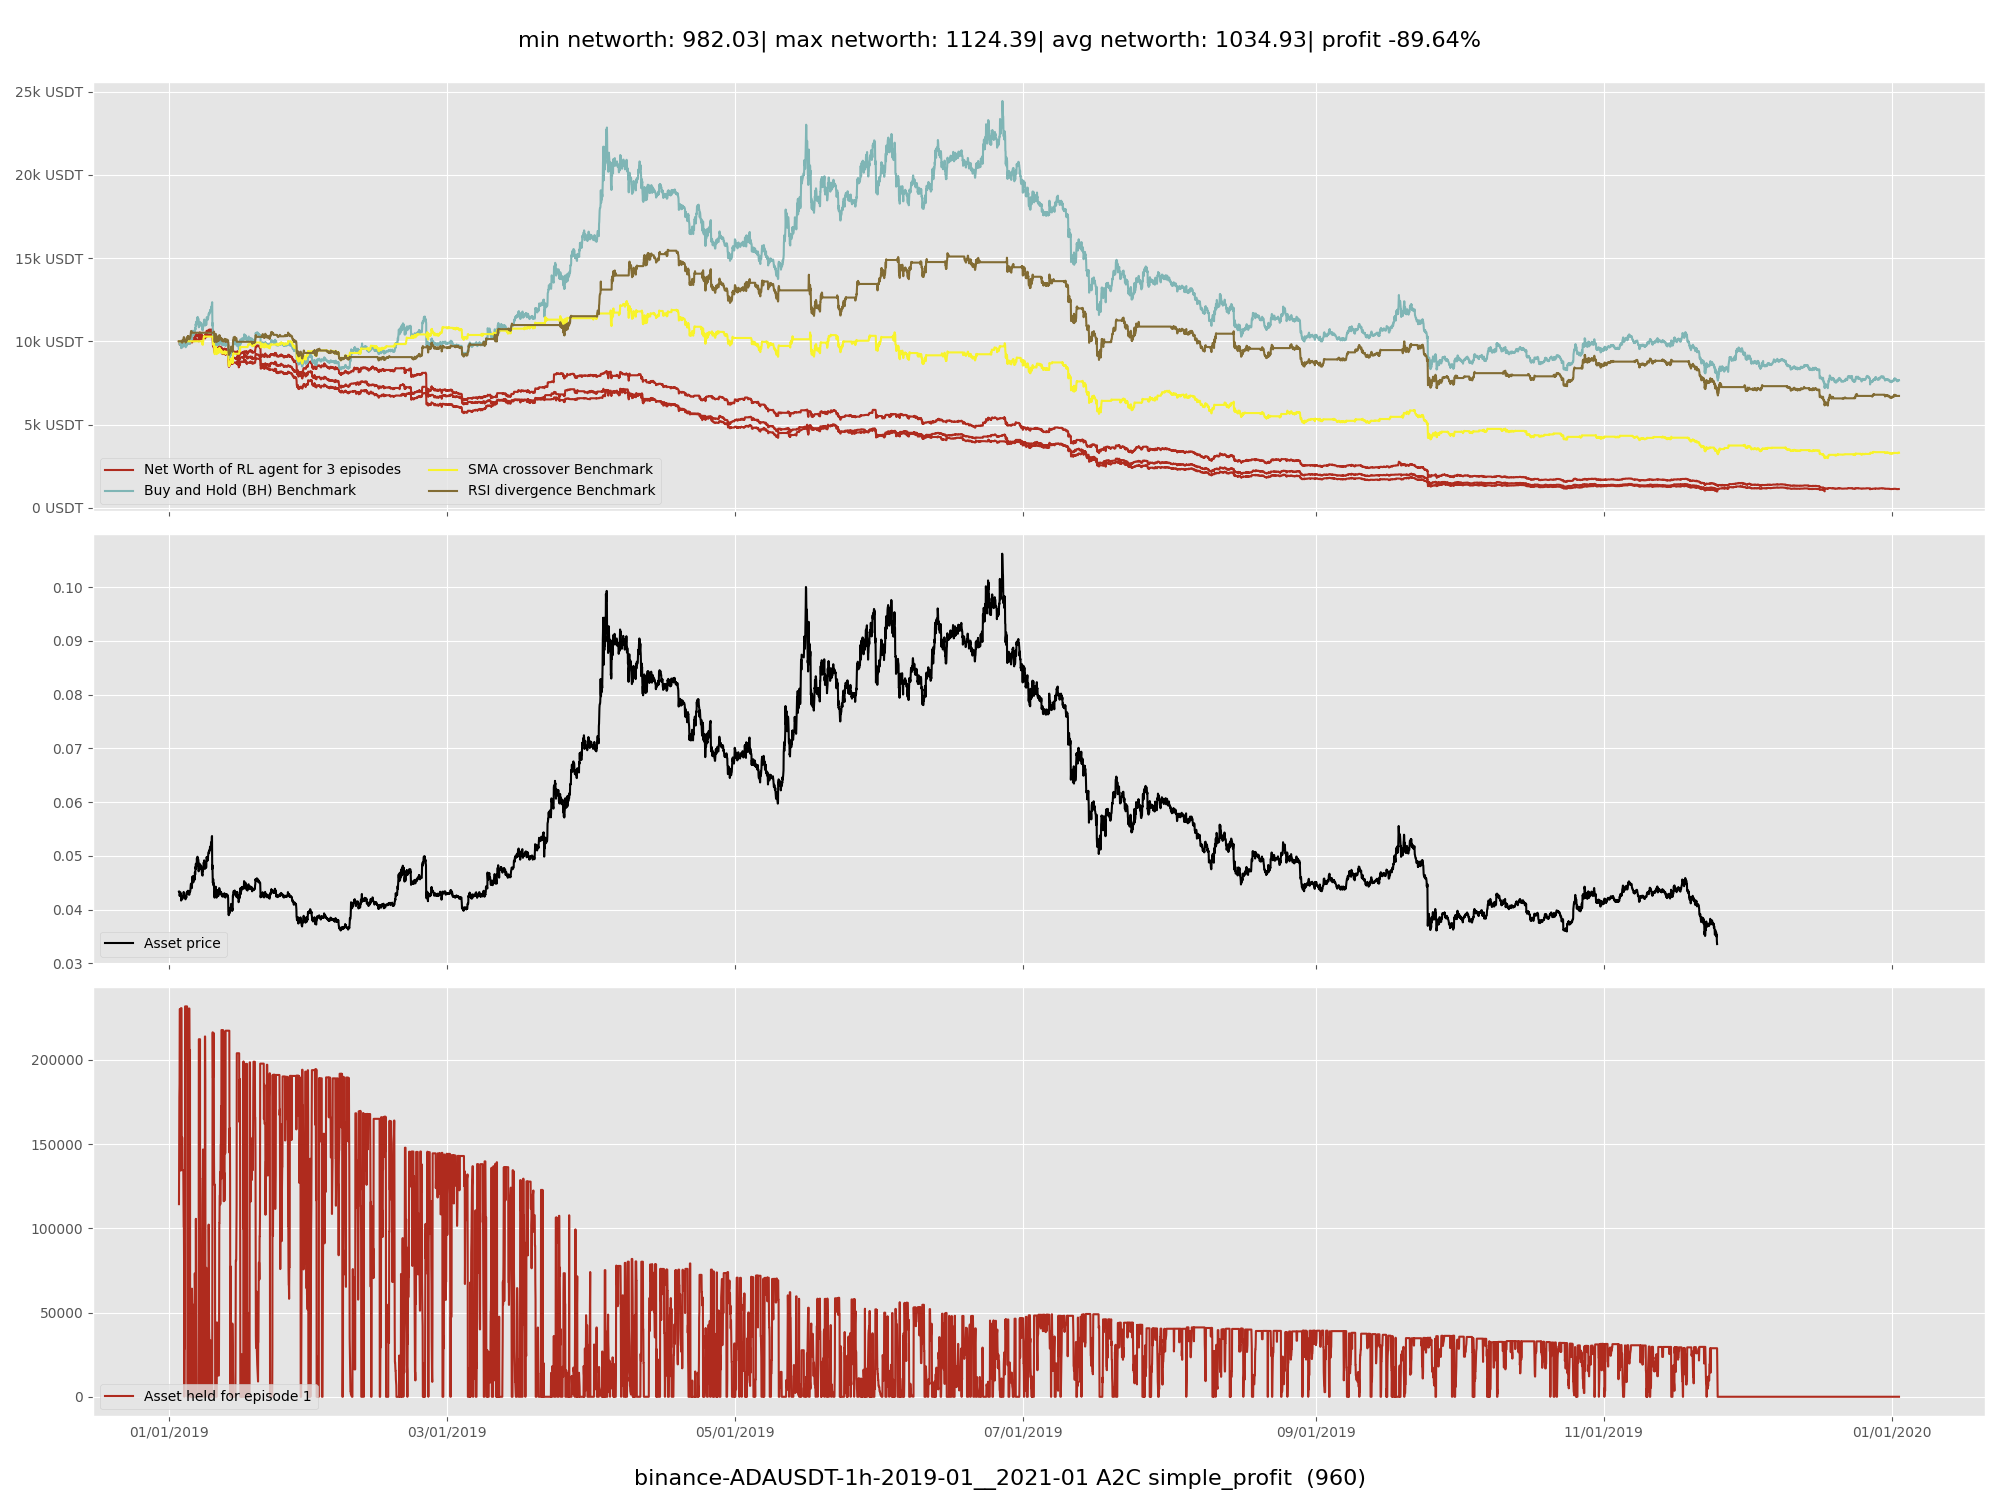 min networth: 982.03| max networth: 1124.39| avg networth: 1034.93| profit -89.64%
25k USDT
20k USDT
15k USDT
10k USDT
5k USDT
0 USDT
Net Worth of RL agent for 3 episodes
Buy and Hold (BH) Benchmark
SMA crossover Benchmark
RSI divergence Benchmark
0.10
0.09
0.08
0.07
0.06
0.05
0.04
0.03
Asset price
200000
150000
100000
50000
0
Asset held for episode 1
01/01/2019 03/01/2019 05/01/2019 07/01/2019 09/01/2019 11/01/2019 01/01/2020
binance-ADAUSDT-1h-2019-01__2021-01 A2C simple_profit (960)